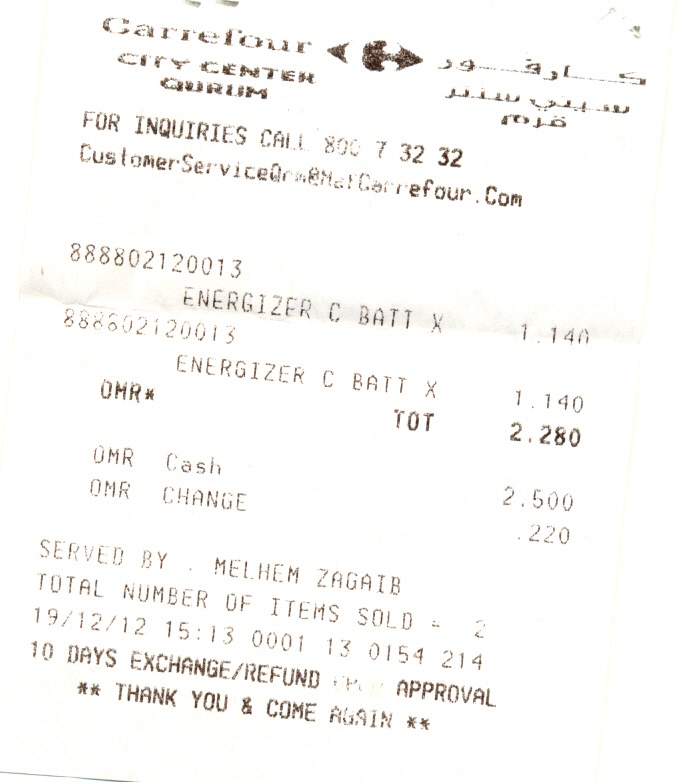 Carrefour كارفور
CITY CENTER سيتي سنتر
QURUM قرم
FOR INQUIRIES CALL 800 7 32 32
CustomerServiceQrm@MafCarrefour.Com
888802120013
ENERGIZER C BATT X 1.140
888802120013
ENERGIZER C BATT X 1.140
OMR* TOT 2.280
OMR Cash 2.500
OMR CHANGE .220
SERVED BY . MELHEM ZAGAIB
TOTAL NUMBER OF ITEMS SOLD = 2
19/12/12 15:13 0001 13 0154 214
10 DAYS EXCHANGE/REFUND APPROVAL
** THANK YOU & COME AGAIN **